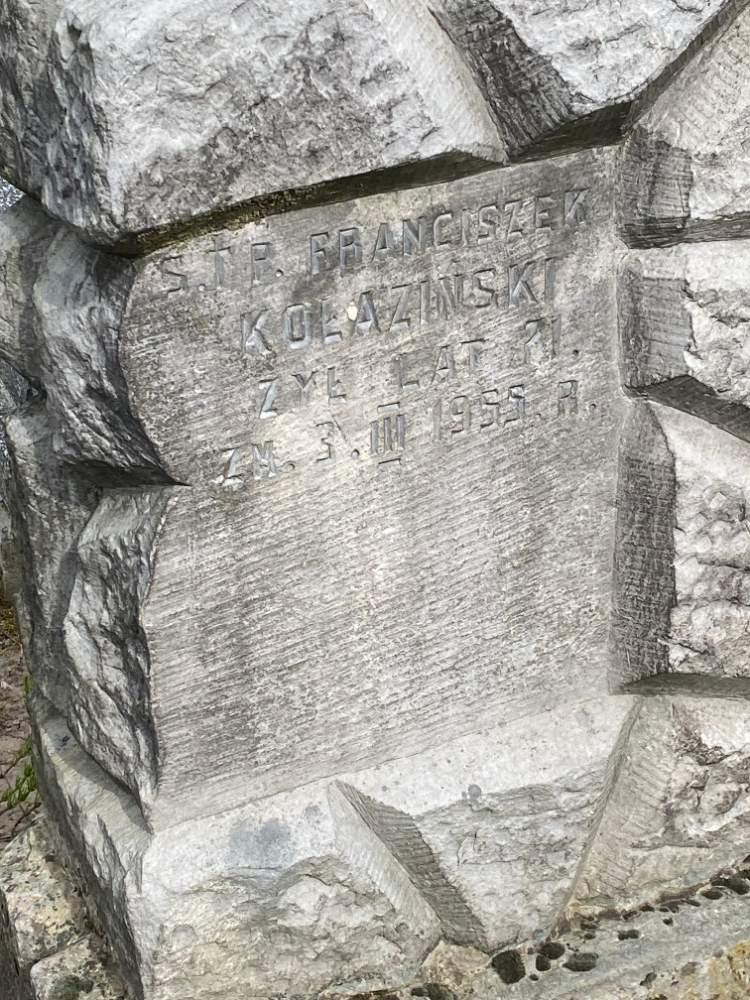 S.†P. FRANCISZEK
KOŁAZIŃSKI
ŻYŁ LAT 21.
ZM. 3. III 1955. R.